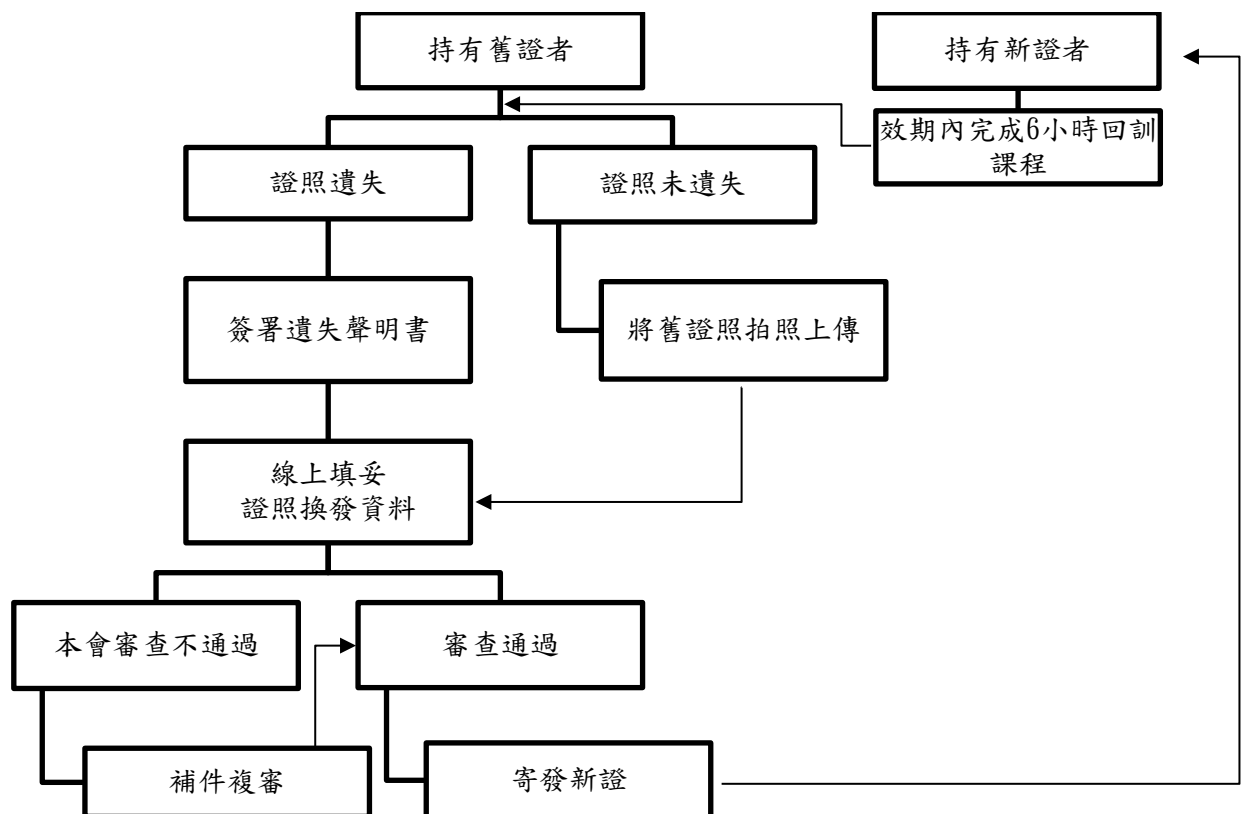 持有舊證者
持有新證者
效期內完成6小時回訓
課程
證照遺失
證照未遺失
簽署遺失聲明書
將舊證照拍照上傳
線上填妥
證照換發資料
本會審查不通過
審查通過
補件複審
寄發新證